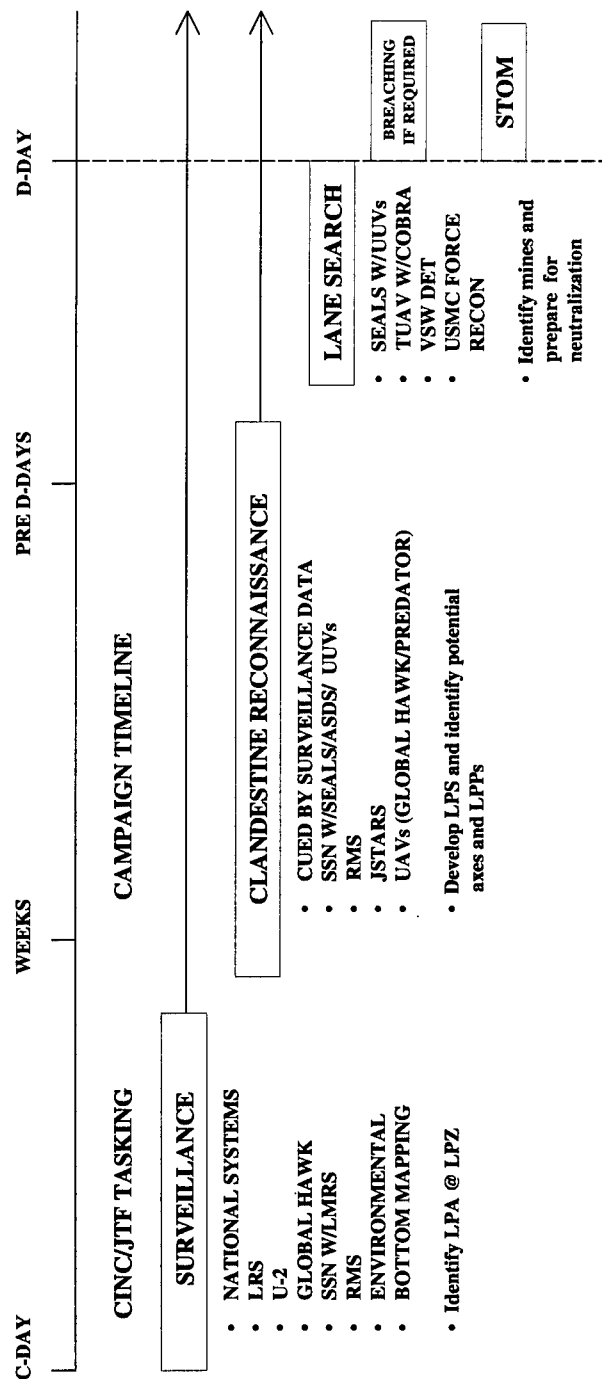 C-DAY
WEEKS
PRE D-DAYS
D-DAY
CINC/JTF TASKING
CAMPAIGN TIMELINE
SURVEILLANCE
• NATIONAL SYSTEMS
• LRS
• U-2
• GLOBAL HAWK
• SSN W/LMRS
• RMS
• ENVIRONMENTAL
• BOTTOM MAPPING
• Identify LPA @ LPZ
CLANDESTINE RECONNAISSANCE
• CUED BY SURVEILLANCE DATA
• SSN W/SEALS/ASDS/ UUVs
• RMS
• JSTARS
• UAVs (GLOBAL HAWK/PREDATOR)
• Develop LPS and identify potential
axes and LPPs
LANE SEARCH
• SEALS W/UUVs
• TUAV W/COBRA
• VSW DET
• USMC FORCE
RECON
• Identify mines and
prepare for
neutralization
BREACHING
IF REQUIRED
STOM